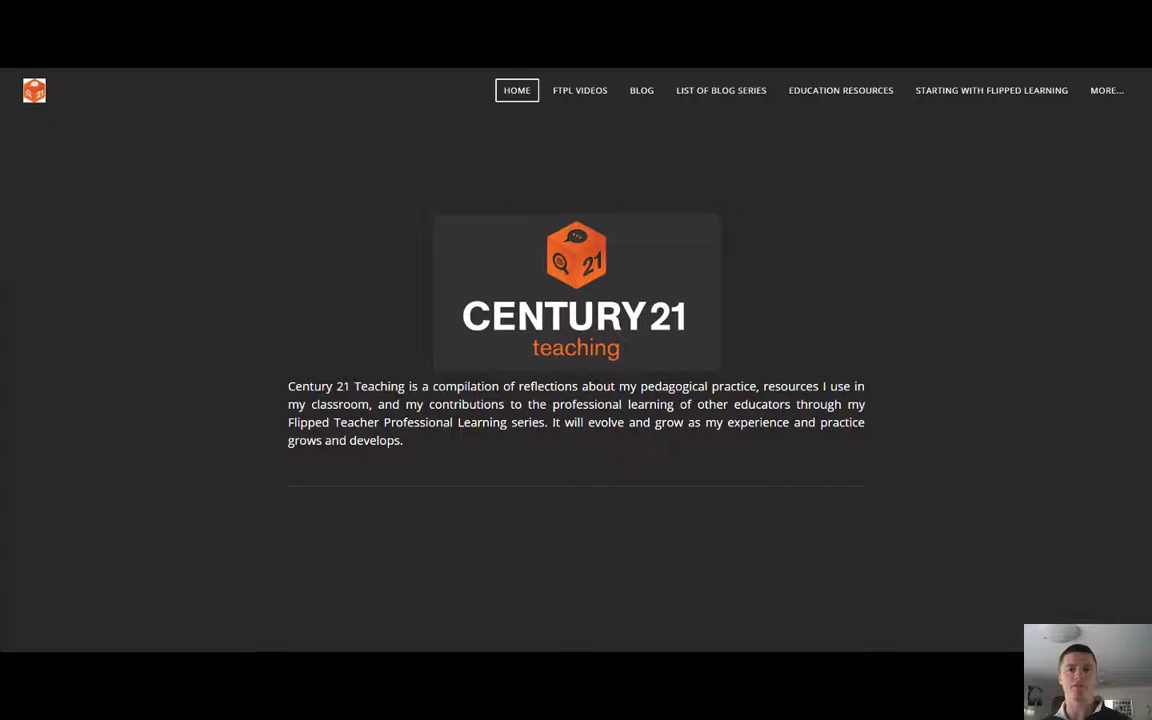 HOME FTPL VIDEOS BLOG LIST OF BLOG SERIES EDUCATION RESOURCES STARTING WITH FLIPPED LEARNING MORE...
21
21
CENTURY 21
teaching
Century 21 Teaching is a compilation of reflections about my pedagogical practice, resources I use in
my classroom, and my contributions to the professional learning of other educators through my
Flipped Teacher Professional Learning series. It will evolve and grow as my experience and practice
grows and develops.